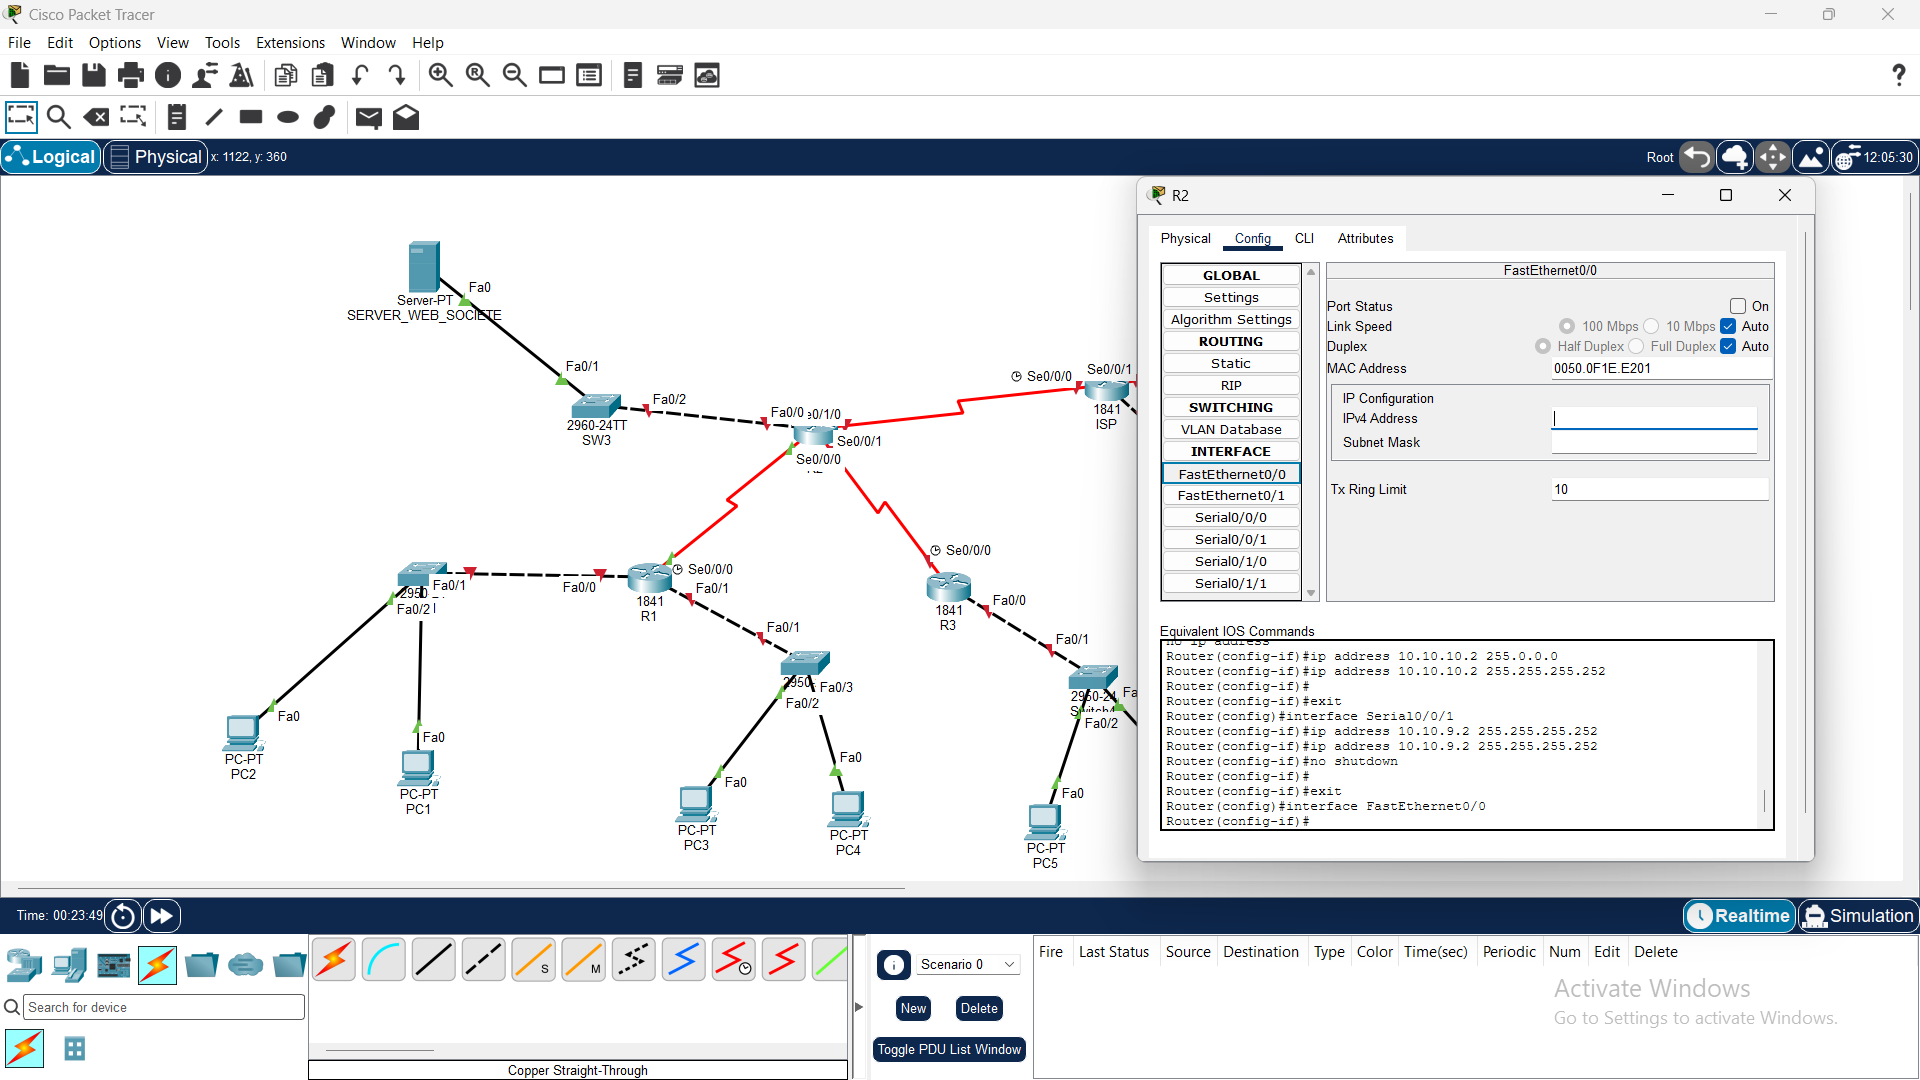 Cisco Packet Tracer
File Edit Options View Tools Extensions Window Help
Logical Physical x: 1122, y: 360
Root 12:05:30
Server-PT
SERVER_WEB_SOCIETE
Fa0
Fa0/1
2960-24TT
SW3
Fa0/2
Fa0/0
Se0/0/1
Se0/0/0
Se0/0/0
Se0/0/1
1841
ISP
Fa0/1
Fa0/2
Fa0/0
Se0/0/0
Fa0/1
1841
R1
Se0/0/0
1841
R3
Fa0/0
Fa0/1
Fa0/3
Fa0/2
Fa0/1
Fa0/2
Fa0
PC-PT
PC2
Fa0
PC-PT
PC1
Fa0
PC-PT
PC3
Fa0
PC-PT
PC4
Fa0
PC-PT
PC5
R2
Physical Config CLI Attributes
GLOBAL
Settings
Algorithm Settings
ROUTING
Static
RIP
SWITCHING
VLAN Database
INTERFACE
FastEthernet0/0
FastEthernet0/1
Serial0/0/0
Serial0/0/1
Serial0/1/0
Serial0/1/1
FastEthernet0/0
Port Status On
Link Speed 100 Mbps 10 Mbps Auto
Duplex Half Duplex Full Duplex Auto
MAC Address 0050.0F1E.E201
IP Configuration
IPv4 Address
Subnet Mask
Tx Ring Limit 10
Equivalent IOS Commands
no ip address
Router(config-if)#ip address 10.10.10.2 255.0.0.0
Router(config-if)#ip address 10.10.10.2 255.255.255.252
Router(config-if)#
Router(config-if)#exit
Router(config)#interface Serial0/0/1
Router(config-if)#ip address 10.10.9.2 255.255.255.252
Router(config-if)#ip address 10.10.9.2 255.255.255.252
Router(config-if)#no shutdown
Router(config-if)#
Router(config-if)#exit
Router(config)#interface FastEthernet0/0
Router(config-if)#
Time: 00:23:49
Realtime Simulation
Search for device
S M
Copper Straight-Through
Scenario 0
New Delete
Toggle PDU List Window
Fire Last Status Source Destination Type Color Time(sec) Periodic Num Edit Delete
Activate Windows
Go to Settings to activate Windows.